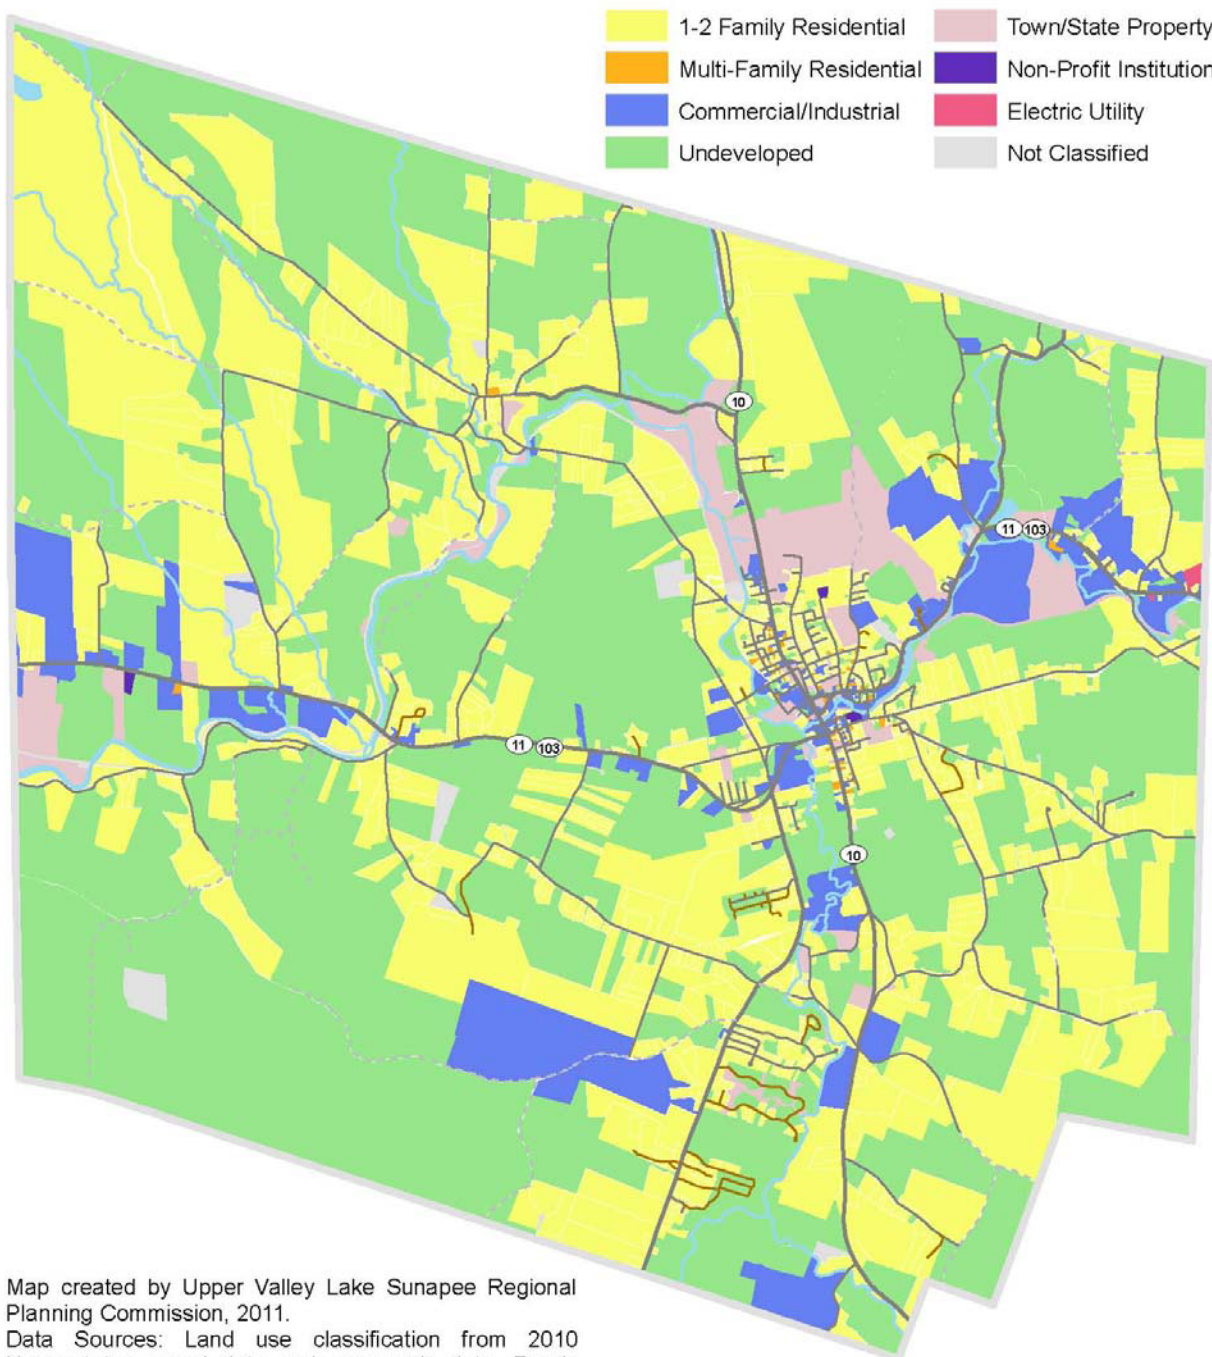 1-2 Family Residential
Town/State Property
Multi-Family Residential
Non-Profit Institution
Commercial/Industrial
Electric Utility
Undeveloped
Not Classified
10
11 103
11 103
10
Map created by Upper Valley Lake Sunapee Regional
Planning Commission, 2011.
Data Sources: Land use classification from 2010